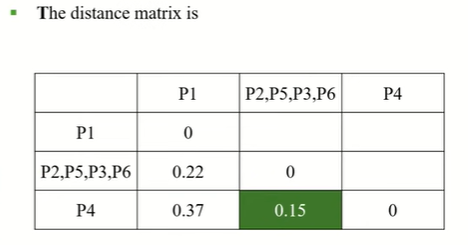 ▪ The distance matrix is
P1 P2,P5,P3,P6 P4
P1 0
P2,P5,P3,P6 0.22 0
P4 0.37 0.15 0